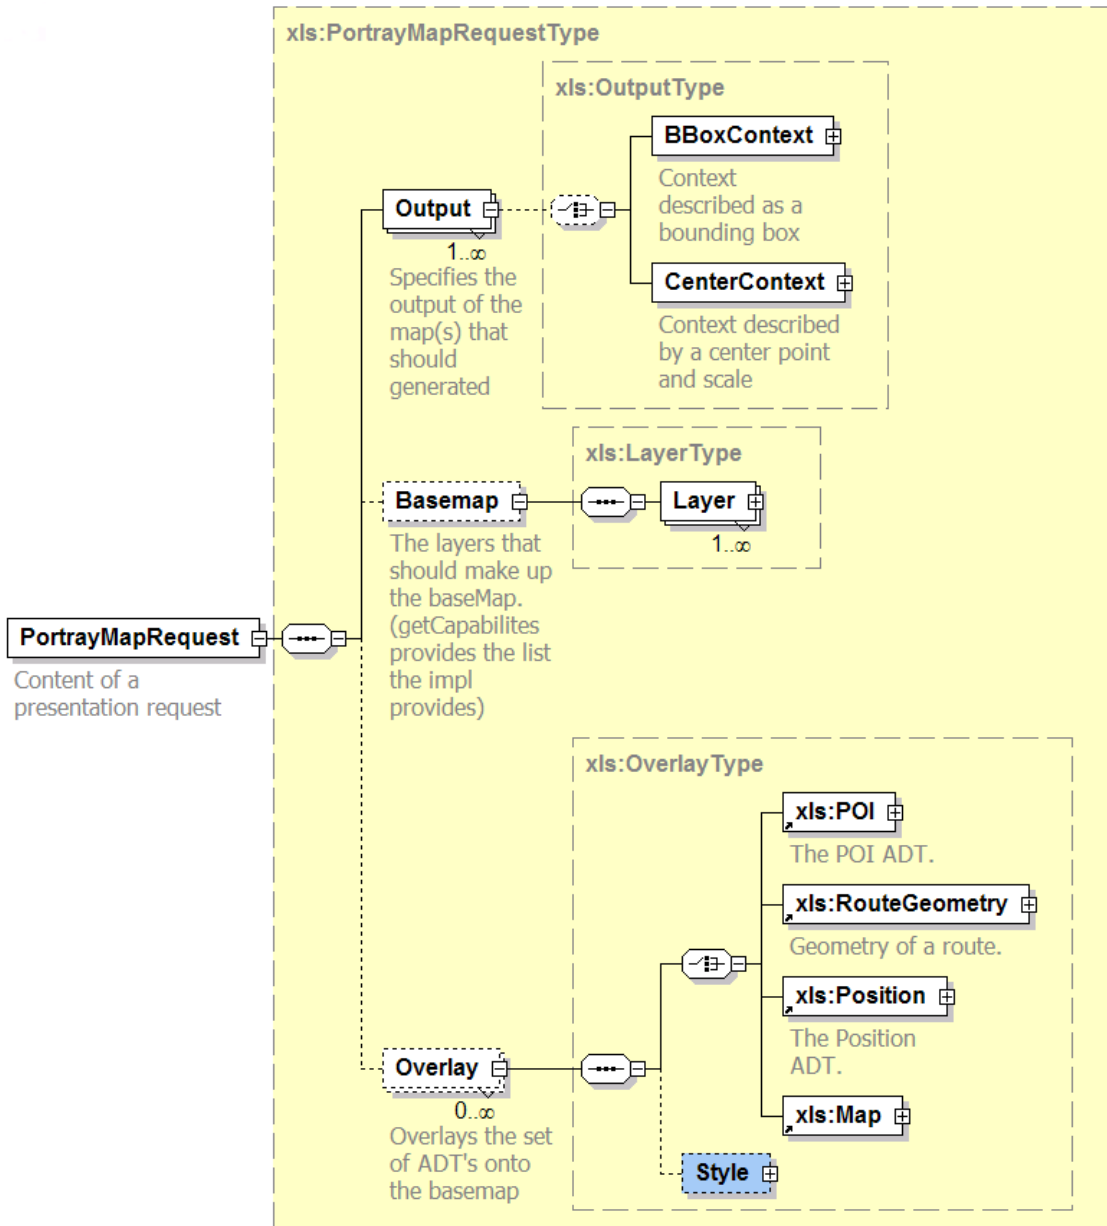 xls:PortrayMapRequestType
xls:OutputType
BBoxContext
Context
described as a
bounding box
Output
1..∞
Specifies the
output of the
map(s) that
should
generated
CenterContext
Context described
by a center point
and scale
xls:LayerType
Basemap
Layer
1..∞
The layers that
should make up
the baseMap.
(getCapabilites
provides the list
the impl
provides)
PortrayMapRequest
Content of a
presentation request
xls:OverlayType
xls:POI
The POI ADT.
xls:RouteGeometry
Geometry of a route.
xls:Position
The Position
ADT.
Overlay
0..∞
Overlays the set
of ADT's onto
the basemap
xls:Map
Style